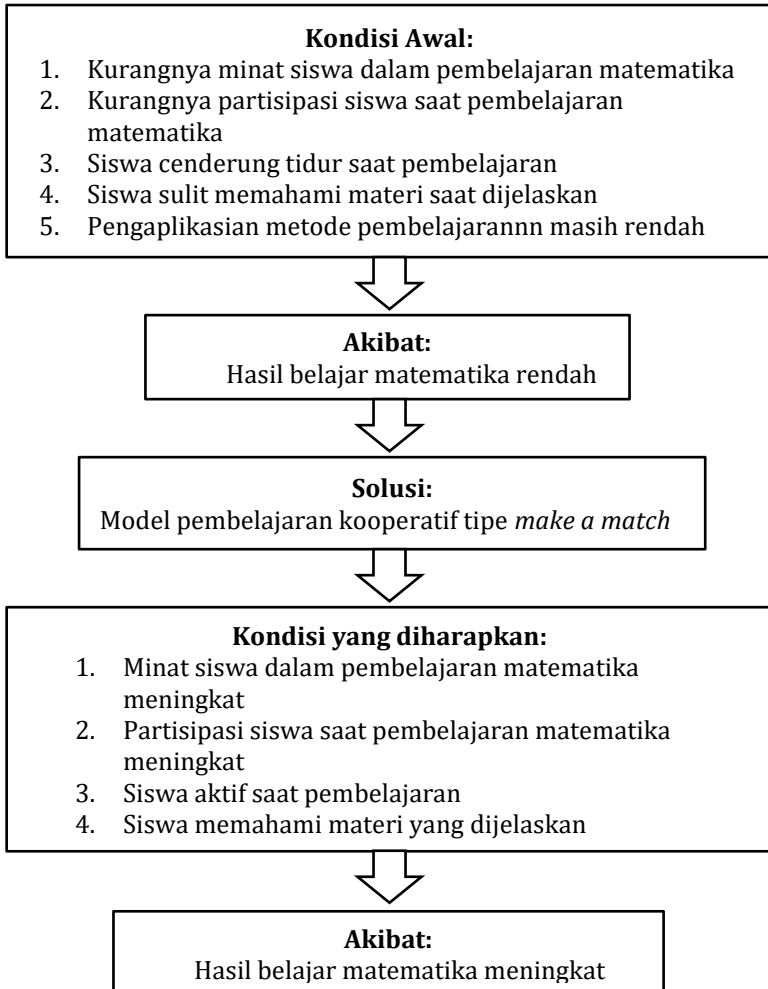 Kondisi Awal:
1. Kurangnya minat siswa dalam pembelajaran matematika
2. Kurangnya partisipasi siswa saat pembelajaran
matematika
3. Siswa cenderung tidur saat pembelajaran
4. Siswa sulit memahami materi saat dijelaskan
5. Pengaplikasian metode pembelajarannn masih rendah
Akibat:
Hasil belajar matematika rendah
Solusi:
Model pembelajaran kooperatif tipe make a match
Kondisi yang diharapkan:
1. Minat siswa dalam pembelajaran matematika
meningkat
2. Partisipasi siswa saat pembelajaran matematika
meningkat
3. Siswa aktif saat pembelajaran
4. Siswa memahami materi yang dijelaskan
Akibat:
Hasil belajar matematika meningkat